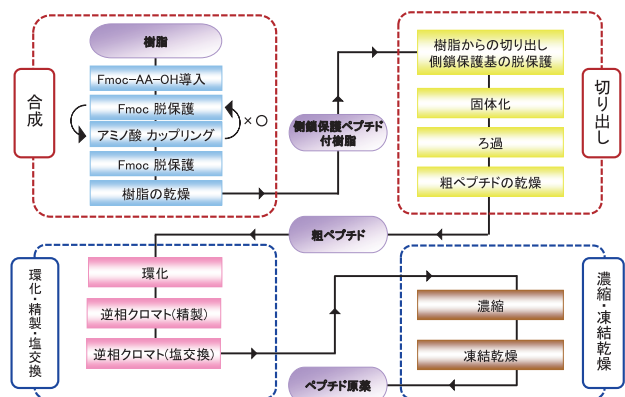 合成
樹脂
Fmoc-AA-OH導入
Fmoc 脱保護
アミノ酸 カップリング
×○
Fmoc 脱保護
樹脂の乾燥
側鎖保護ペプチド
付樹脂
切り出し
樹脂からの切り出し
側鎖保護基の脱保護
固体化
ろ過
粗ペプチドの乾燥
粗ペプチド
環化・精製・塩交換
環化
逆相クロマト(精製)
逆相クロマト(塩交換)
濃縮・凍結乾燥
濃縮
凍結乾燥
ペプチド原薬